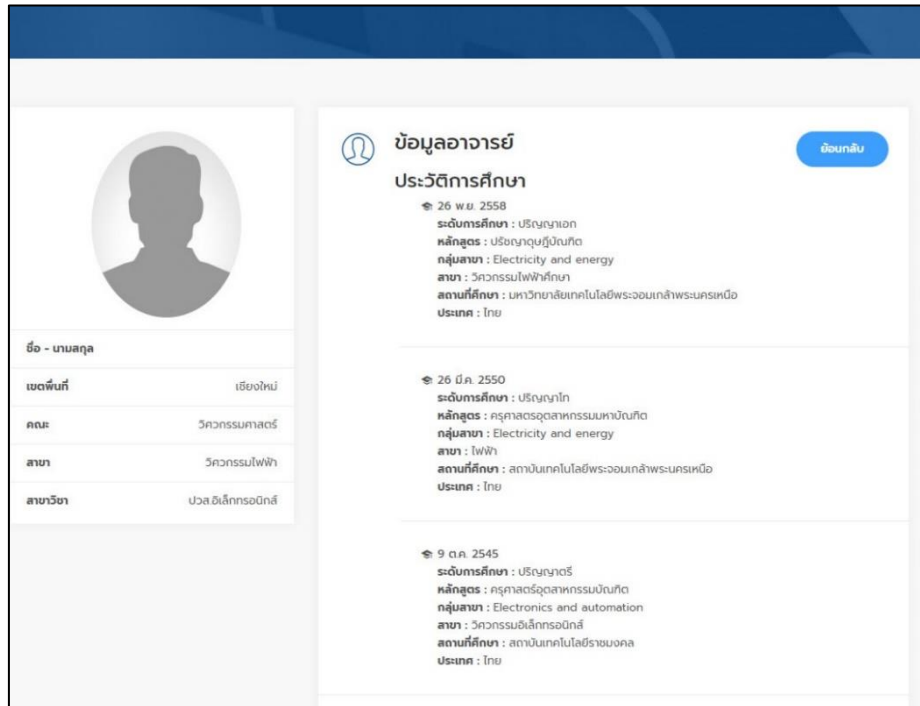 ชื่อ - นามสกุล
เขตพื้นที่ เชียงใหม่
คณะ วิศวกรรมศาสตร์
สาขา วิศวกรรมไฟฟ้า
สาขาวิชา ปวส.อิเล็กทรอนิกส์
ข้อมูลอาจารย์
ย้อนกลับ
ประวัติการศึกษา
26 พ.ย. 2558
ระดับการศึกษา : ปริญญาเอก
หลักสูตร : ปรัชญาดุษฎีบัณฑิต
กลุ่มสาขา : Electricity and energy
สาขา : วิศวกรรมไฟฟ้าศึกษา
สถานที่ศึกษา : มหาวิทยาลัยเทคโนโลยีพระจอมเกล้าพระนครเหนือ
ประเทศ : ไทย
26 มี.ค. 2550
ระดับการศึกษา : ปริญญาโท
หลักสูตร : ครุศาสตรอุตสาหกรรมมหาบัณฑิต
กลุ่มสาขา : Electricity and energy
สาขา : ไฟฟ้า
สถานที่ศึกษา : สถาบันเทคโนโลยีพระจอมเกล้าพระนครเหนือ
ประเทศ : ไทย
9 ต.ค. 2545
ระดับการศึกษา : ปริญญาตรี
หลักสูตร : ครุศาสตร์อุตสาหกรรมบัณฑิต
กลุ่มสาขา : Electronics and automation
สาขา : วิศวกรรมอิเล็กทรอนิกส์
สถานที่ศึกษา : สถาบันเทคโนโลยีราชมงคล
ประเทศ : ไทย